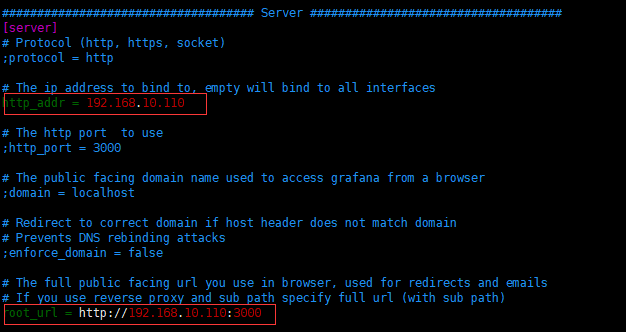 ################################### Server ###################################
[server]
# Protocol (http, https, socket)
;protocol = http
# The ip address to bind to, empty will bind to all interfaces
http_addr = 192.168.10.110
# The http port  to use
;http_port = 3000
# The public facing domain name used to access grafana from a browser
;domain = localhost
# Redirect to correct domain if host header does not match domain
# Prevents DNS rebinding attacks
;enforce_domain = false
# The full public facing url you use in browser, used for redirects and emails
# If you use reverse proxy and sub path specify full url (with sub path)
root_url = http://192.168.10.110:3000